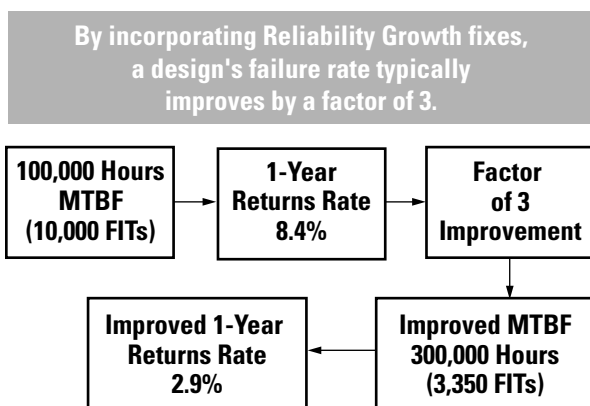 By incorporating Reliability Growth fixes,
a design's failure rate typically
improves by a factor of 3.
100,000 Hours
MTBF
(10,000 FITs)
1-Year
Returns Rate
8.4%
Factor
of 3
Improvement
Improved MTBF
300,000 Hours
(3,350 FITs)
Improved 1-Year
Returns Rate
2.9%